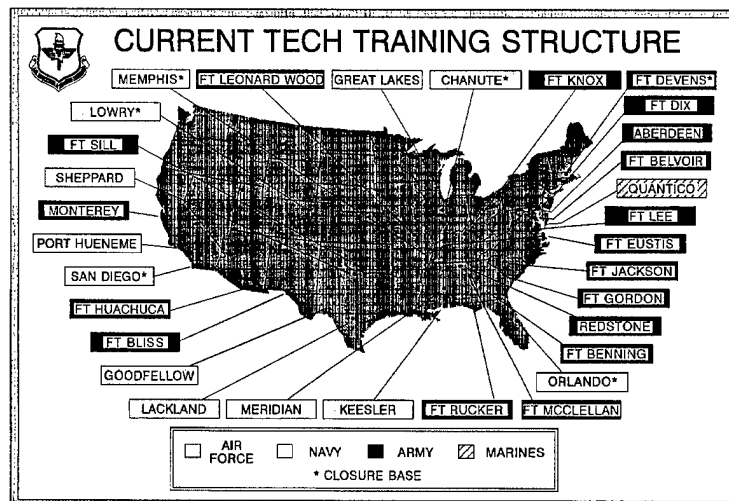 CURRENT TECH TRAINING STRUCTURE
MEMPHIS*
FT LEONARD WOOD
GREAT LAKES
CHANUTE*
FT KNOX
FT DEVENS*
LOWRY*
FT DIX
FT SILL
ABERDEEN
SHEPPARD
FT BELVOIR
MONTEREY
QUANTICO
PORT HUENEME
FT LEE
SAN DIEGO*
FT EUSTIS
FT HUACHUCA
FT JACKSON
FT BLISS
FT GORDON
GOODFELLOW
REDSTONE
LACKLAND
FT BENNING
MERIDIAN
ORLANDO*
KEESLER
FT RUCKER
FT MCCLELLAN
AIR FORCE
NAVY
ARMY
MARINES
* CLOSURE BASE